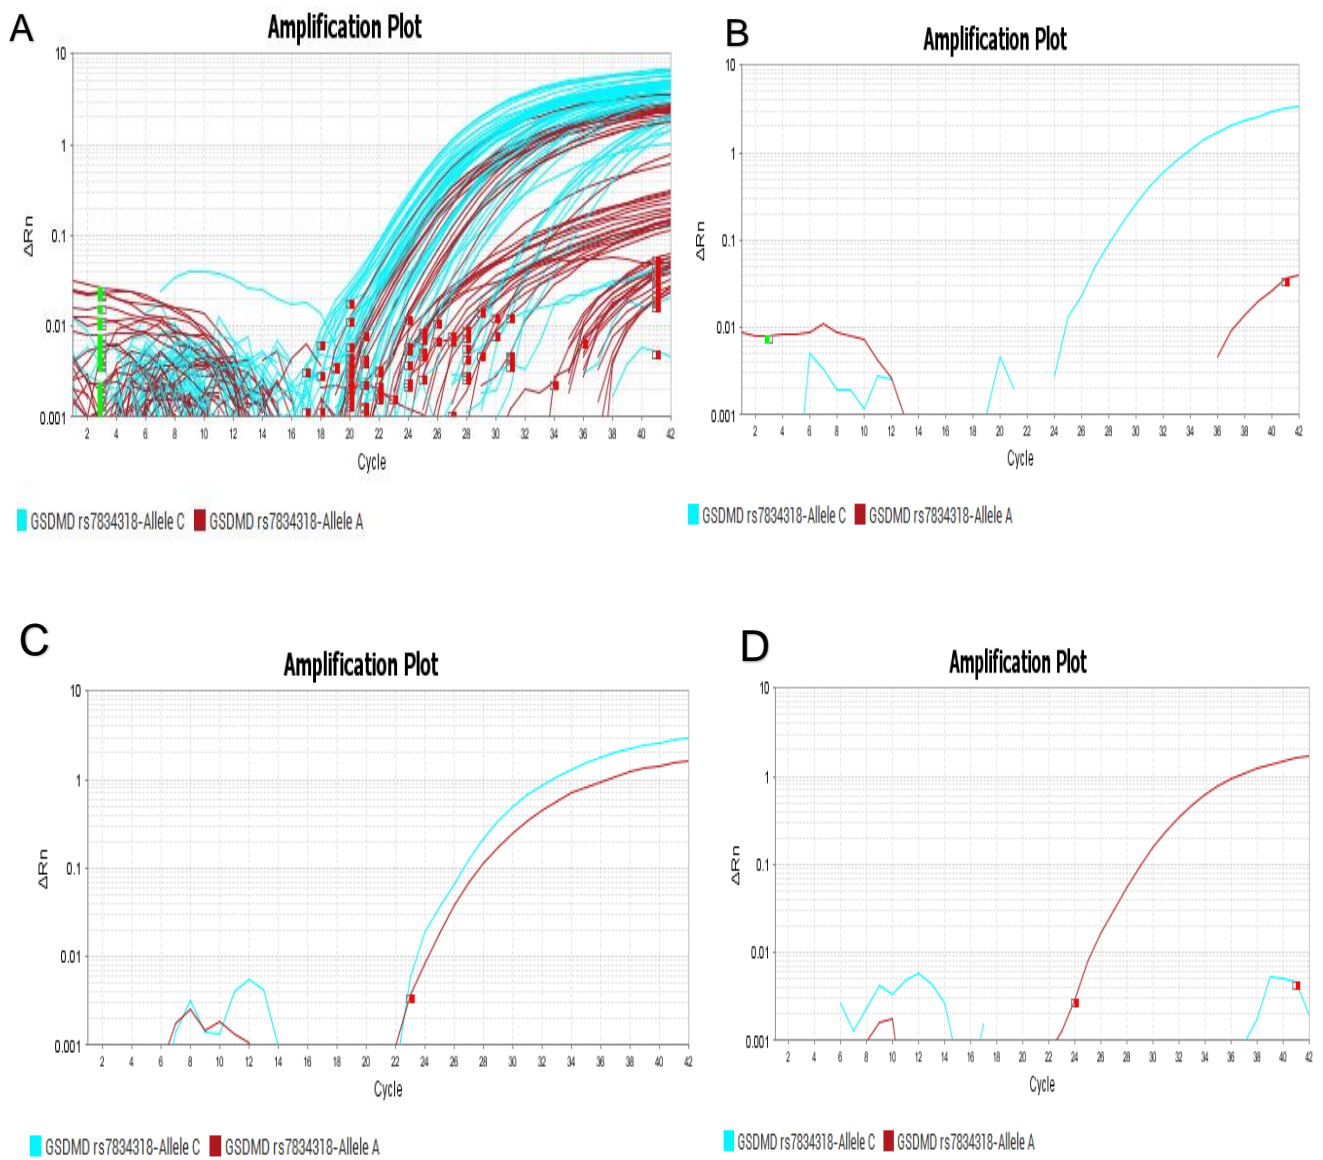 A
Amplification Plot
10
1
0.1
0.01
0.001
ΔRn
2 4 6 8 10 12 14 16 18 20 22 24 26 28 30 32 34 36 38 40 42
Cycle
GSDMD rs7834318-Allele C GSDMD rs7834318-Allele A
B
Amplification Plot
10
1
0.1
0.01
0.001
ΔRn
2 4 6 8 10 12 14 16 18 20 22 24 26 28 30 32 34 36 38 40 42
Cycle
GSDMD rs7834318-Allele C GSDMD rs7834318-Allele A
C
Amplification Plot
10
1
0.1
0.01
0.001
ΔRn
2 4 6 8 10 12 14 16 18 20 22 24 26 28 30 32 34 36 38 40 42
Cycle
GSDMD rs7834318-Allele C GSDMD rs7834318-Allele A
D
Amplification Plot
10
1
0.1
0.01
0.001
ΔRn
2 4 6 8 10 12 14 16 18 20 22 24 26 28 30 32 34 36 38 40 42
Cycle
GSDMD rs7834318-Allele C GSDMD rs7834318-Allele A